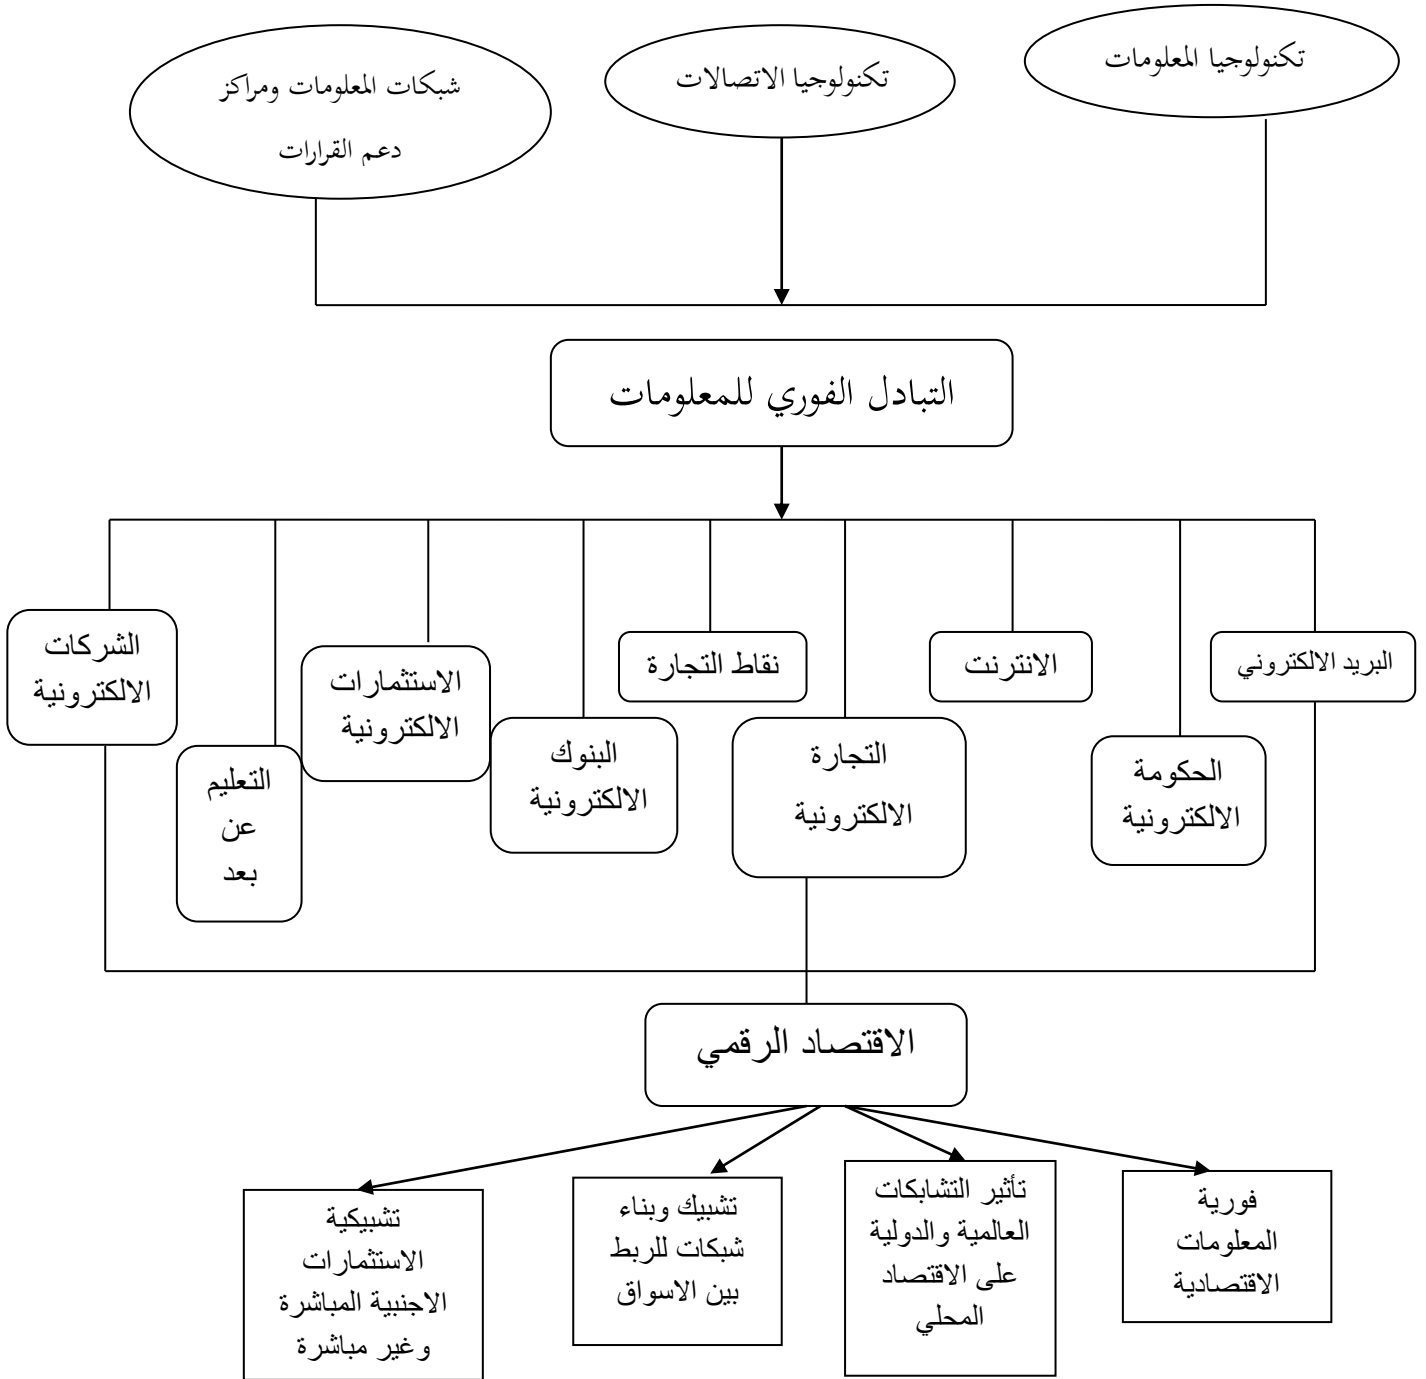 تكنولوجيا المعلومات
تكنولوجيا الاتصالات
شبكات المعلومات ومراكز
دعم القرارات
التبادل الفوري للمعلومات
البريد الالكتروني
الحكومة
الالكترونية
الانترنت
التجارة
الالكترونية
نقاط التجارة
البنوك
الالكترونية
الاستثمارات
الالكترونية
التعليم
عن
بعد
الشركات
الالكترونية
الاقتصاد الرقمي
فورية
المعلومات
الاقتصادية
تأثير التشابكات
العالمية والدولية
على الاقتصاد
المحلي
تشبيك وبناء
شبكات للربط
بين الاسواق
تشبيكية
الاستثمارات
الاجنبية المباشرة
وغير مباشرة